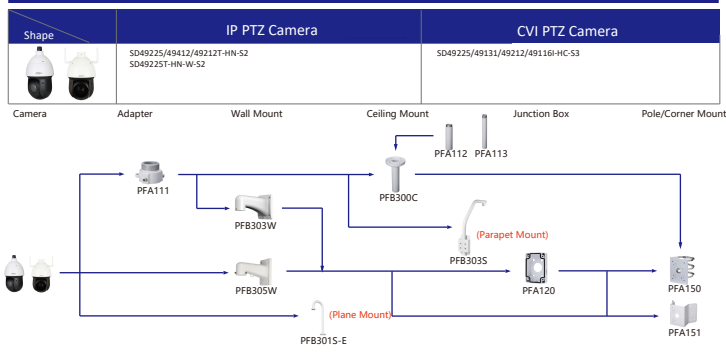 Shape
IP PTZ Camera
CVI PTZ Camera
SD49225/49412/49212T-HN-S2
SD49225T-HN-W-S2
SD49225/49131/49212/49116I-HC-S3
Camera
Adapter
Wall Mount
Ceiling Mount
Junction Box
Pole/Corner Mount
PFA112
PFA113
PFA111
PFB300C
PFB303W
(Parapet Mount)
PFB303S
PFB305W
PFA120
PFA150
(Plane Mount)
PFB301S-E
PFA151